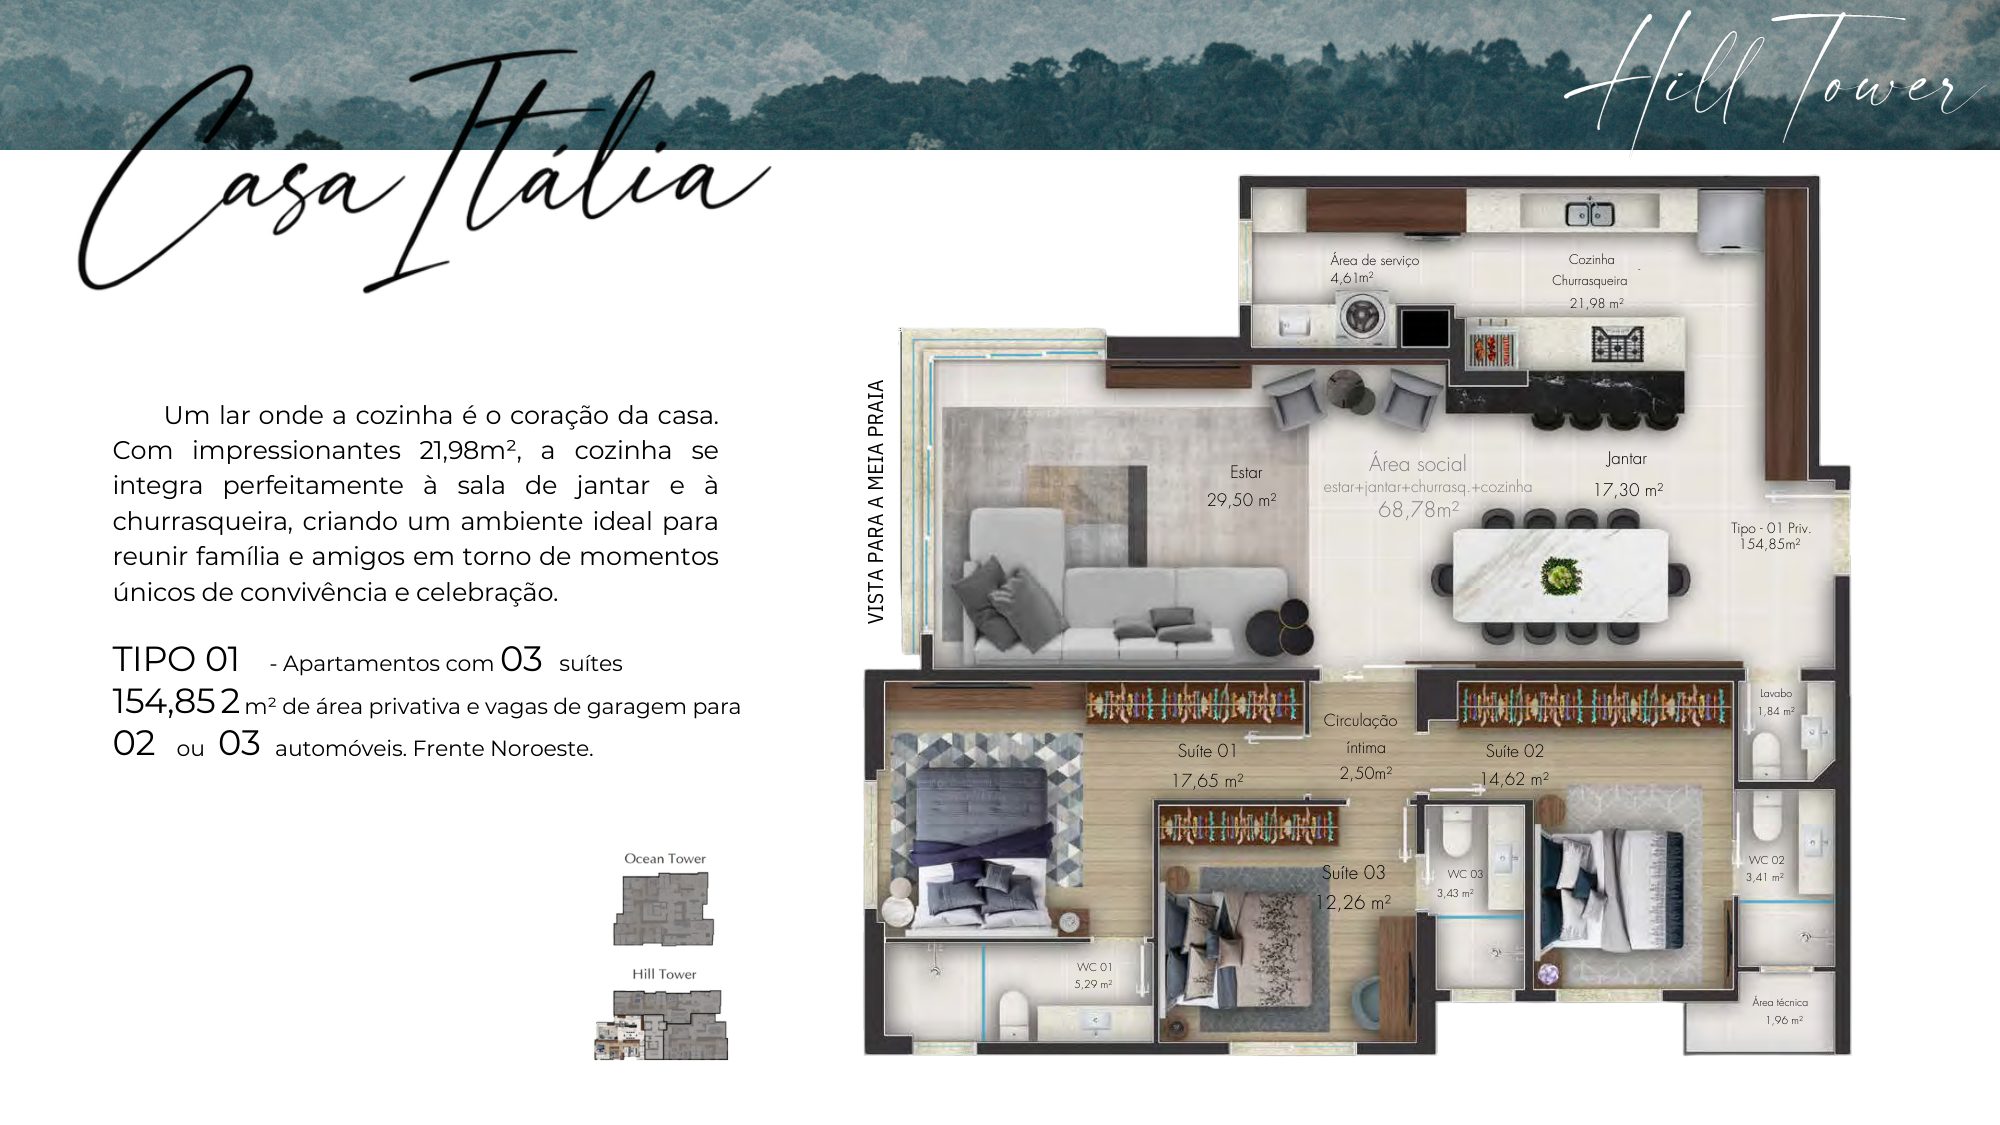 Hill Tower
Casa Itália
Um lar onde a cozinha é o coração da casa.
Com impressionantes 21,98m², a cozinha se
integra perfeitamente à sala de jantar e à
churrasqueira, criando um ambiente ideal para
reunir família e amigos em torno de momentos
únicos de convivência e celebração.
TIPO 01 - Apartamentos com 03 suítes
154,85 2 m² de área privativa e vagas de garagem para
02 ou 03 automóveis. Frente Noroeste.
Ocean Tower
Hill Tower
VISTA PARA A MEIA PRAIA
Área de serviço
4,61m²
Cozinha -
Churrasqueira
21,98 m²
Estar
29,50 m²
Área social
estar+jantar+churrasq.+cozinha
68,78m²
Jantar
17,30 m²
Tipo - 01 Priv.
154,85m²
Lavabo
1,84 m²
Circulação
íntima
2,50m²
Suíte 01
17,65 m²
Suíte 02
14,62 m²
Suíte 03
12,26 m²
WC 03
3,43 m²
WC 02
3,41 m²
WC 01
5,29 m²
Área técnica
1,96 m²